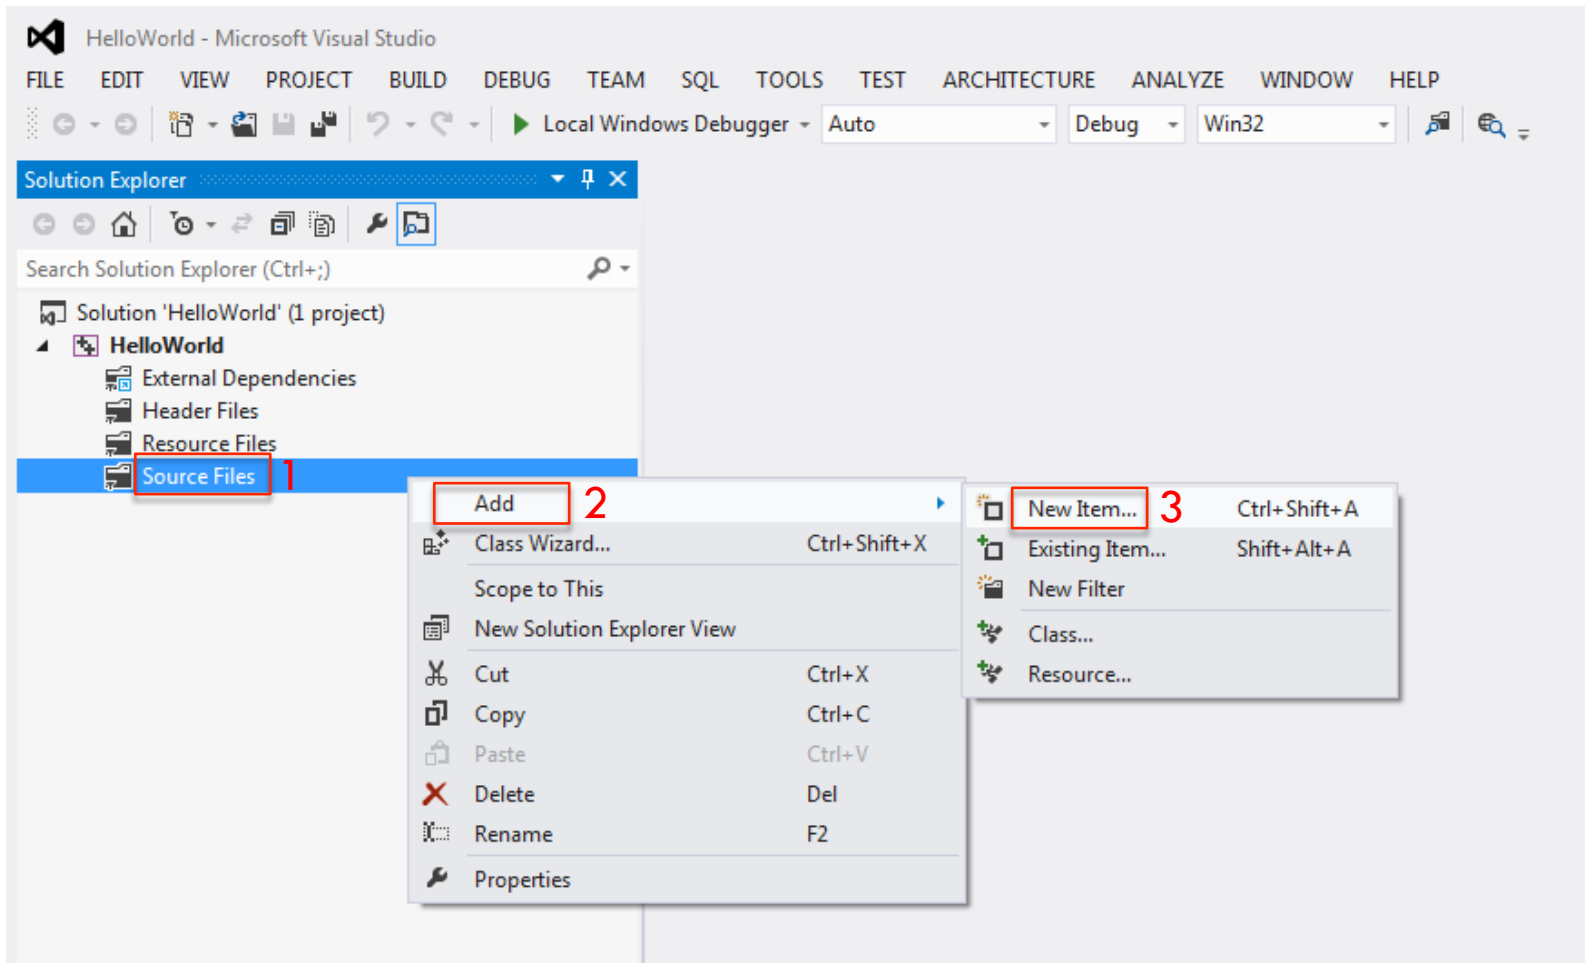 HelloWorld - Microsoft Visual Studio
FILE EDIT VIEW PROJECT BUILD DEBUG TEAM SQL TOOLS TEST ARCHITECTURE ANALYZE WINDOW HELP
Local Windows Debugger Auto Debug Win32
Solution Explorer
Search Solution Explorer (Ctrl+;)
Solution 'HelloWorld' (1 project)
HelloWorld
External Dependencies
Header Files
Resource Files
Source Files 1
Add 2
Class Wizard... Ctrl+Shift+X
Scope to This
New Solution Explorer View
Cut Ctrl+X
Copy Ctrl+C
Paste Ctrl+V
Delete Del
Rename F2
Properties
New Item... 3 Ctrl+Shift+A
Existing Item... Shift+Alt+A
New Filter
Class...
Resource...